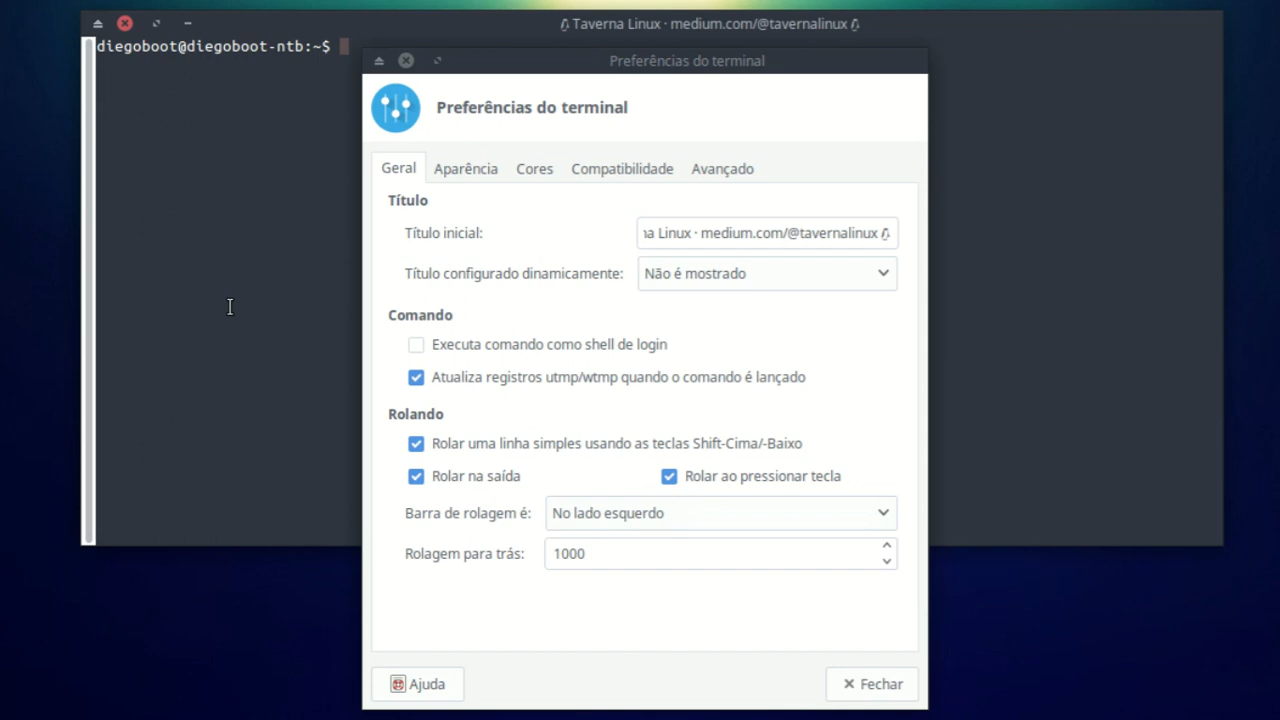 Taverna Linux · medium.com/@tavernalinux
diegoboot@diegoboot-ntb:~$
Preferências do terminal
Preferências do terminal
Geral Aparência Cores Compatibilidade Avançado
Título
Título inicial: na Linux · medium.com/@tavernalinux
Título configurado dinamicamente: Não é mostrado
Comando
Executa comando como shell de login
Atualiza registros utmp/wtmp quando o comando é lançado
Rolando
Rolar uma linha simples usando as teclas Shift-Cima/-Baixo
Rolar na saída Rolar ao pressionar tecla
Barra de rolagem é: No lado esquerdo
Rolagem para trás: 1000
Ajuda Fechar